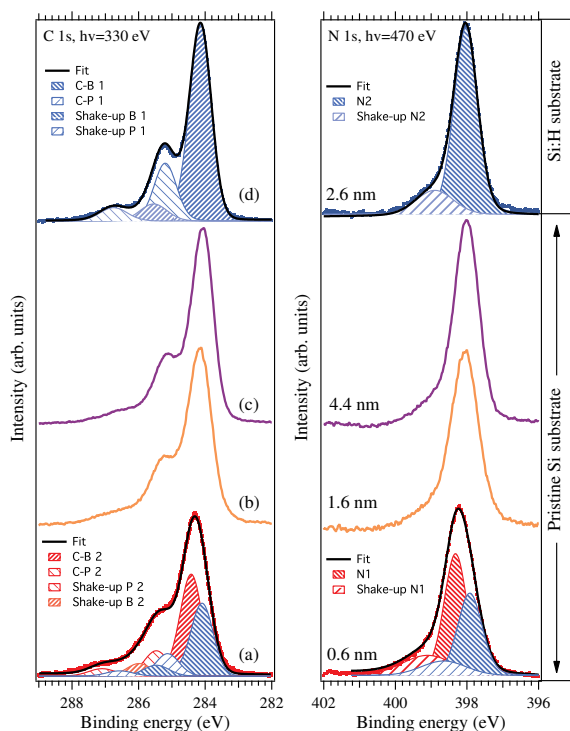 C 1s, hν=330 eV
Fit
C-B 1
C-P 1
Shake-up B 1
Shake-up P 1
(d)
(c)
(b)
Fit
C-B 2
C-P 2
Shake-up P 2
Shake-up B 2
(a)
Intensity (arb. units)
288
286
284
282
Binding energy (eV)
N 1s, hν=470 eV
Fit
N2
Shake-up N2
2.6 nm
4.4 nm
1.6 nm
Fit
N1
Shake-up N1
0.6 nm
Intensity (arb. units)
402
400
398
396
Binding energy (eV)
Si:H substrate
Pristine Si substrate